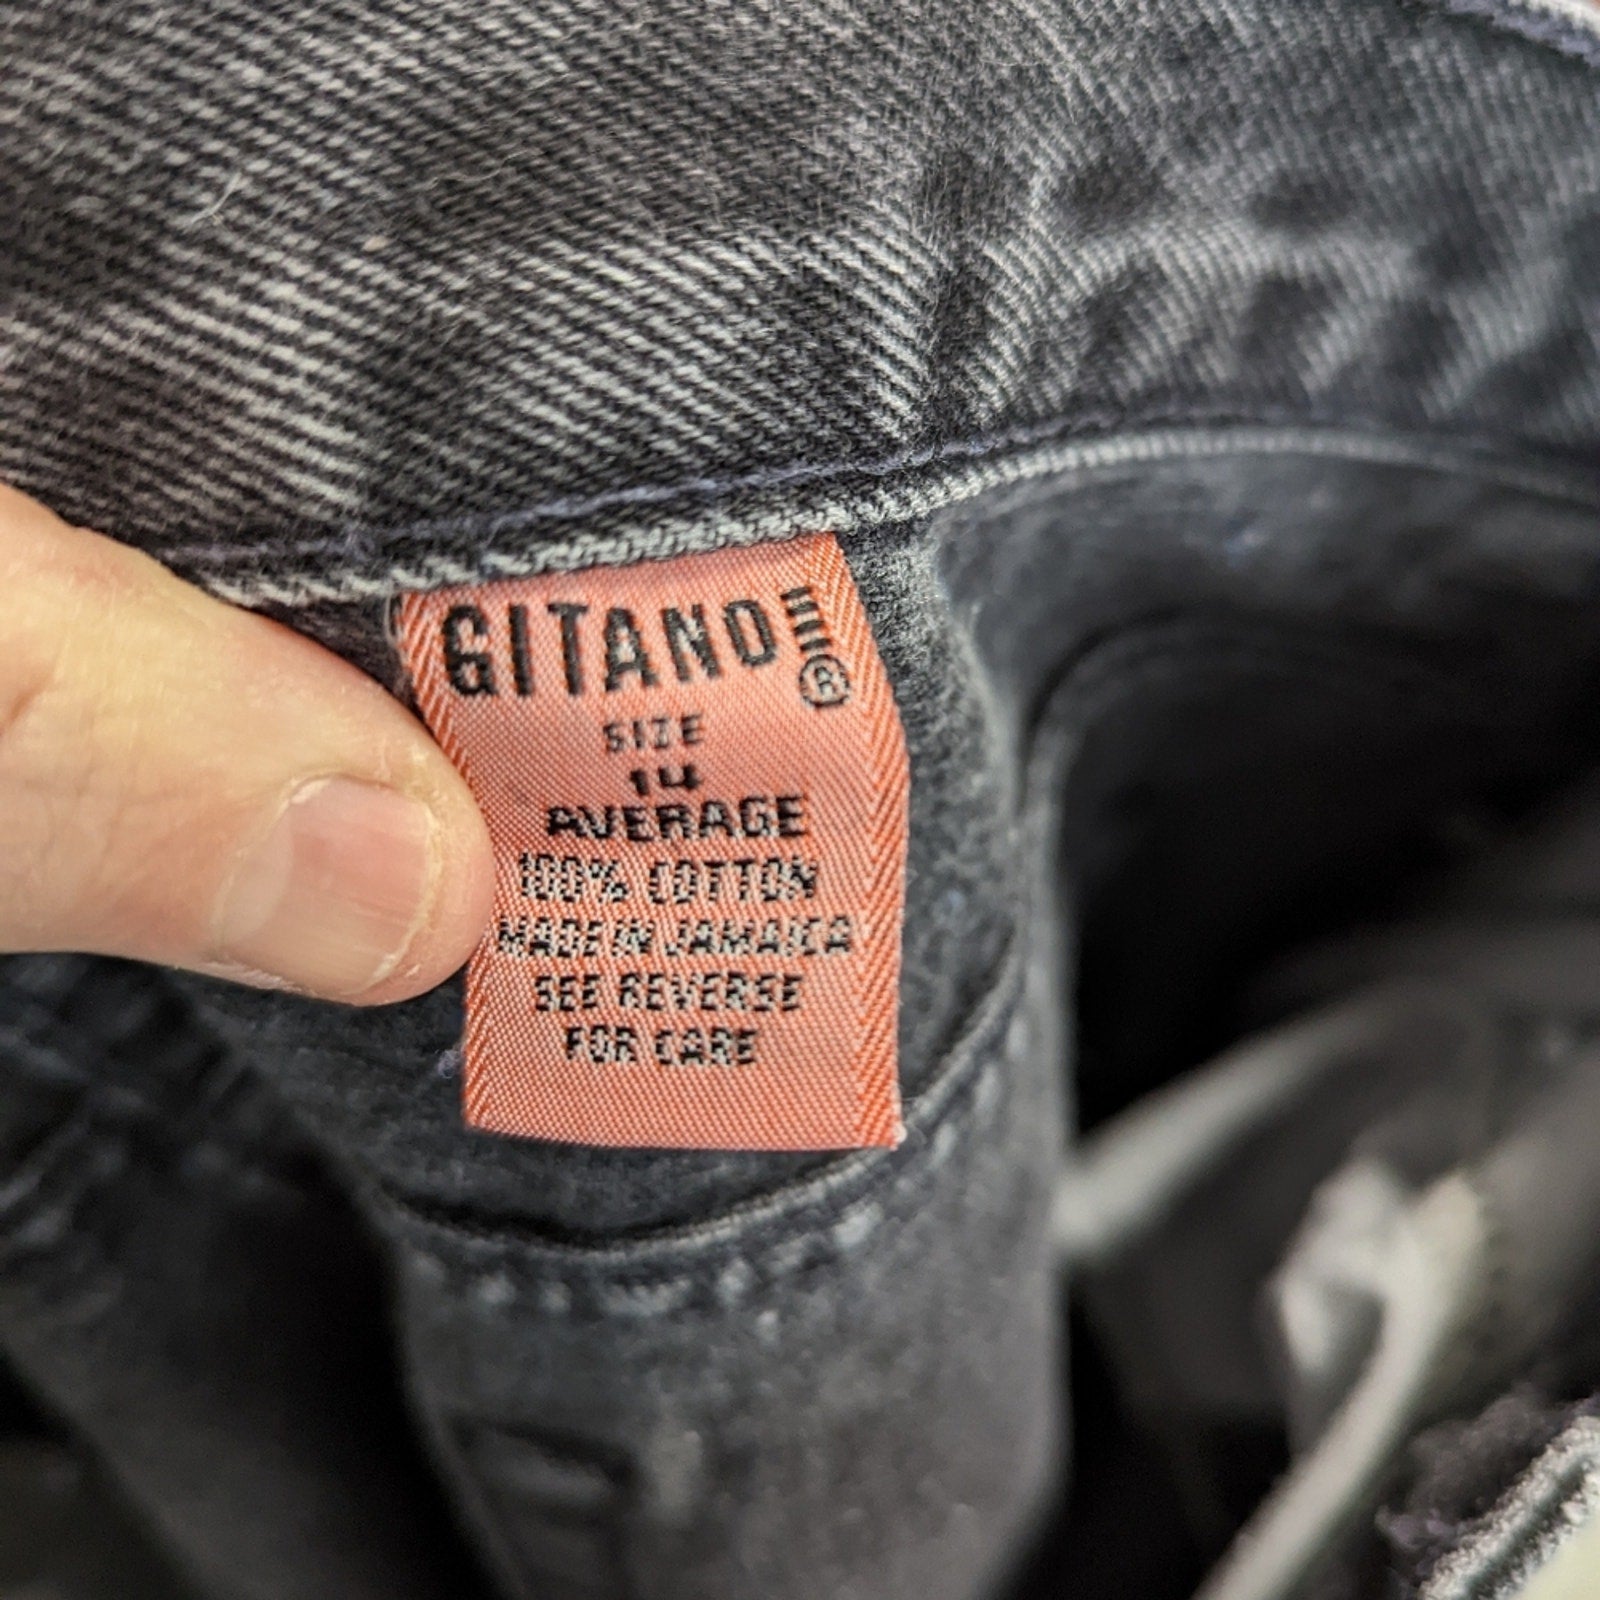 GITANO ®
SIZE
14
AVERAGE
100% COTTON
MADE IN JAMAICA
SEE REVERSE
FOR CARE